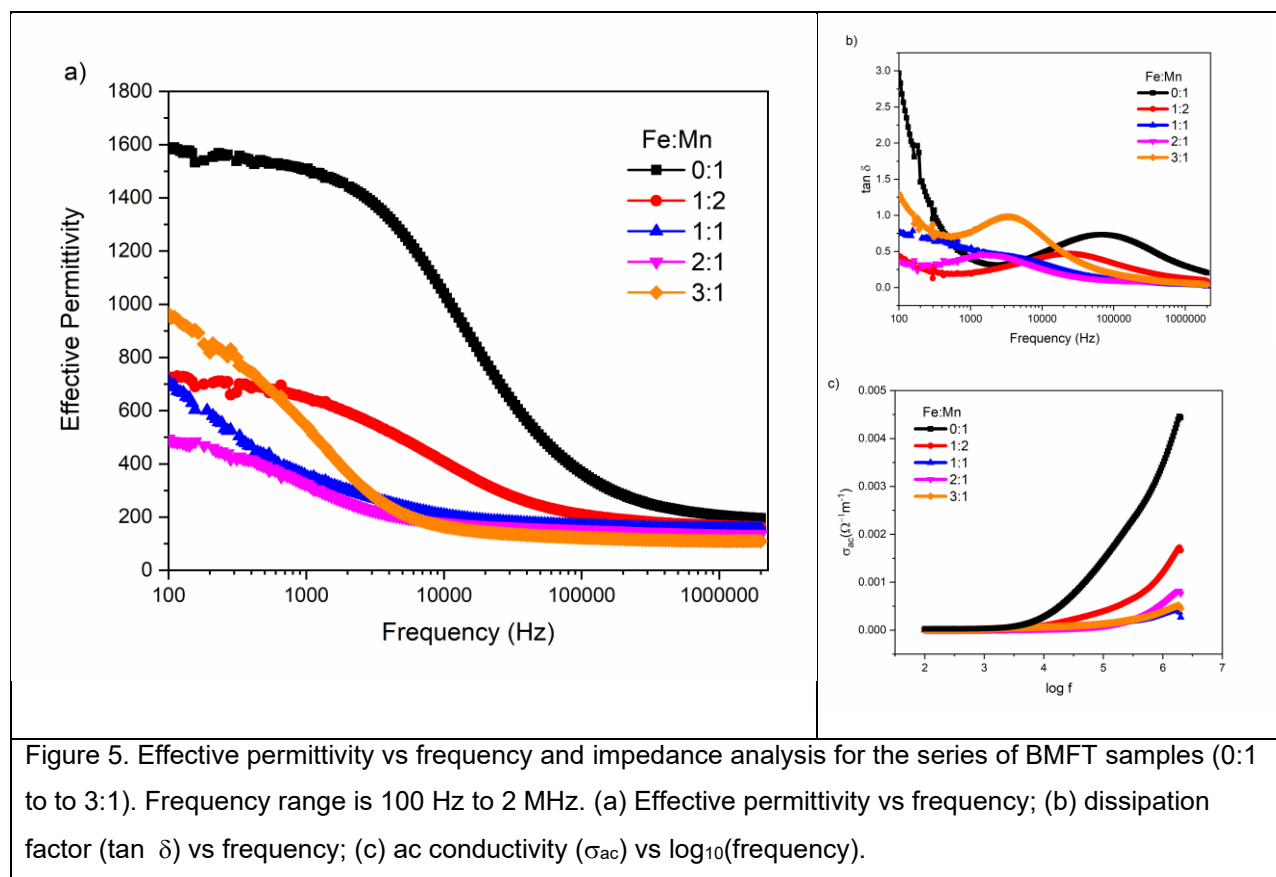 a)
1800
1600
1400
1200
1000
800
600
400
200
0
Effective Permittivity
100 1000 10000 100000 1000000
Frequency (Hz)
Fe:Mn
0:1
1:2
1:1
2:1
3:1
b)
3.0
2.5
2.0
1.5
1.0
0.5
0.0
tan δ
100 1000 10000 100000 1000000
Frequency (Hz)
Fe:Mn
0:1
1:2
1:1
2:1
3:1
c)
0.005
0.004
0.003
0.002
0.001
0.000
σac(Ω⁻¹m⁻¹)
2 3 4 5 6 7
log f
Fe:Mn
0:1
1:2
1:1
2:1
3:1
Figure 5. Effective permittivity vs frequency and impedance analysis for the series of BMFT samples (0:1
to to 3:1). Frequency range is 100 Hz to 2 MHz. (a) Effective permittivity vs frequency; (b) dissipation
factor (tan δ) vs frequency; (c) ac conductivity (σac) vs log₁₀(frequency).